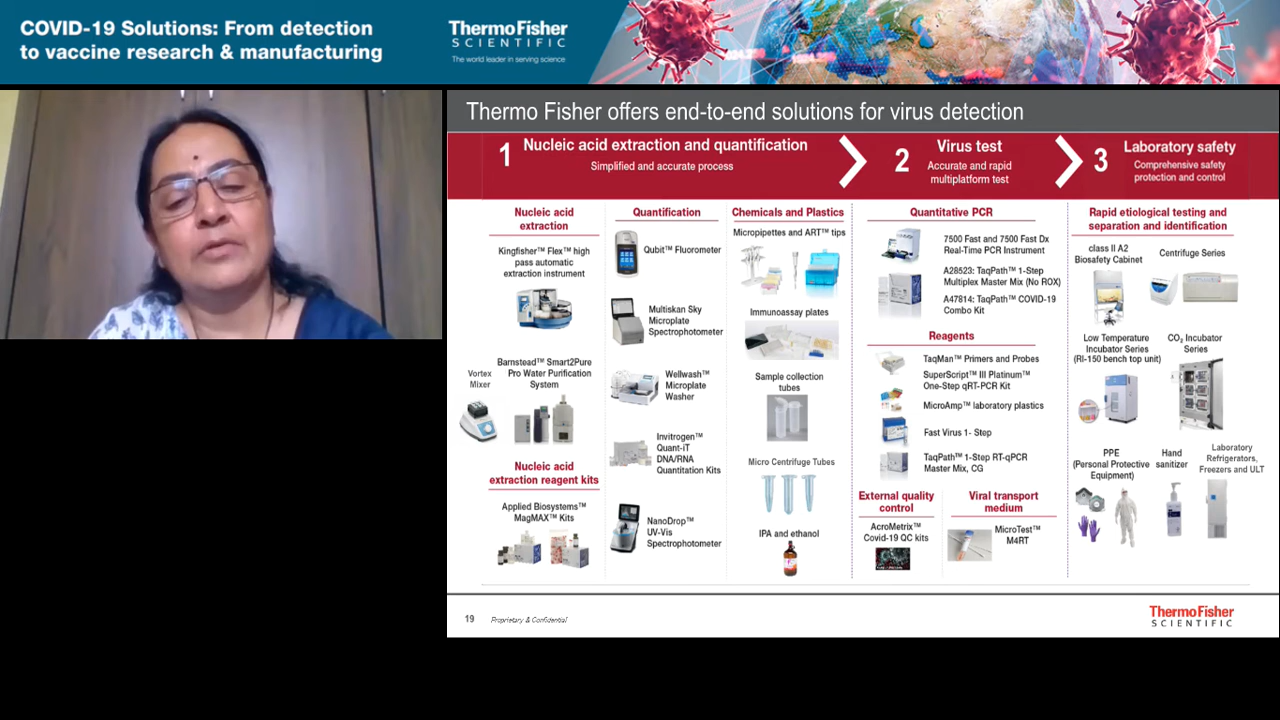 COVID-19 Solutions: From detection
to vaccine research & manufacturing
ThermoFisher
SCIENTIFIC
The world leader in serving science
Thermo Fisher offers end-to-end solutions for virus detection
1
Nucleic acid extraction and quantification
Simplified and accurate process
2
Virus test
Accurate and rapid
multiplatform test
3
Laboratory safety
Comprehensive safety
protection and control
Nucleic acid
extraction
Kingfisher™ Flex™ high
pass automatic
extraction instrument
Vortex
Mixer
Barnstead™ Smart2Pure
Pro Water Purification
System
Nucleic acid
extraction reagent kits
Applied Biosystems™
MagMAX™ Kits
Quantification
Qubit™ Fluorometer
Multiskan Sky
Microplate
Spectrophotometer
Wellwash™
Microplate
Washer
Invitrogen™
Quant-iT
DNA/RNA
Quantitation Kits
NanoDrop™
UV-Vis
Spectrophotometer
Chemicals and Plastics
Micropipettes and ART™ tips
Immunoassay plates
Sample collection
tubes
Micro Centrifuge Tubes
IPA and ethanol
Quantitative PCR
7500 Fast and 7500 Fast Dx
Real-Time PCR Instrument
A28523: TaqPath™ 1-Step
Multiplex Master Mix (No ROX)
A47814: TaqPath™ COVID-19
Combo Kit
Reagents
TaqMan™ Primers and Probes
SuperScript™ III Platinum™
One-Step qRT-PCR Kit
MicroAmp™ laboratory plastics
Fast Virus 1- Step
TaqPath™ 1-Step RT-qPCR
Master Mix, CG
External quality
control
AcroMetrix™
Covid-19 QC kits
Viral transport
medium
MicroTest™
M4RT
Rapid etiological testing and
separation and identification
class II A2
Biosafety Cabinet
Centrifuge Series
Low Temperature
Incubator Series
(RI-150 bench top unit)
CO₂ Incubator
Series
PPE
(Personal Protective
Equipment)
Hand
sanitizer
Laboratory
Refrigerators,
Freezers and ULT
19
Proprietary & Confidential
ThermoFisher
SCIENTIFIC